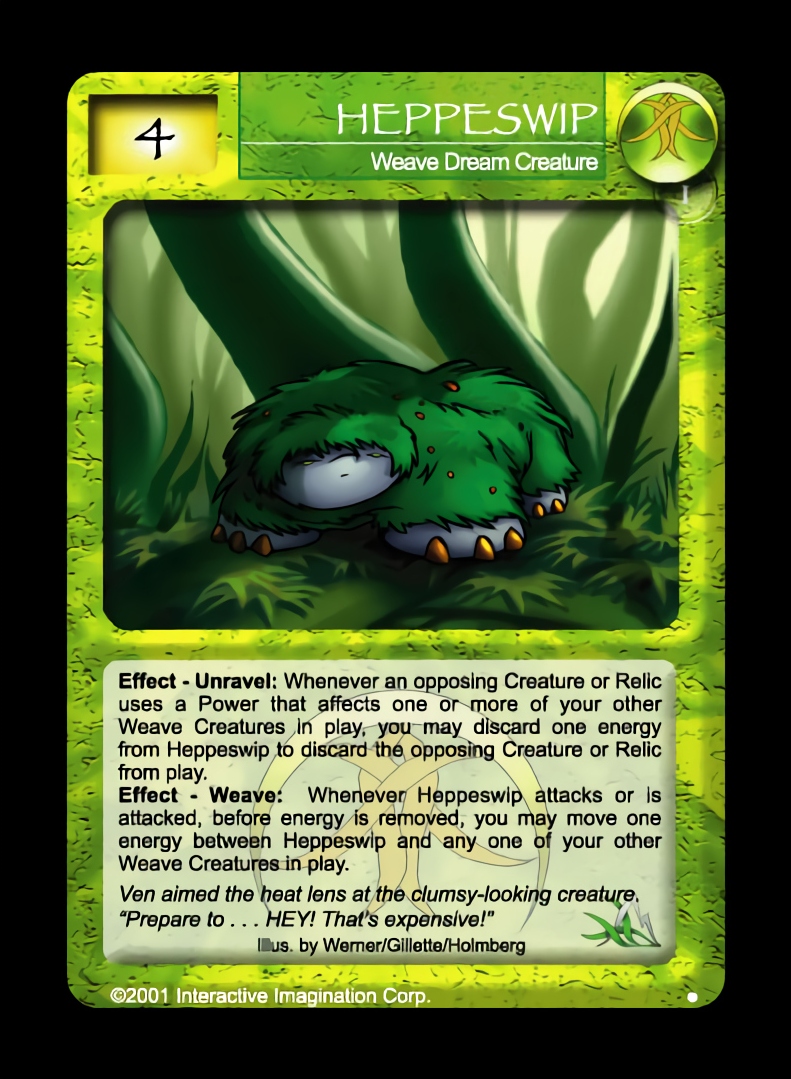 4
HEPPESWIP
Weave Dream Creature
I
Effect - Unravel: Whenever an opposing Creature or Relic
uses a Power that affects one or more of your other
Weave Creatures in play, you may discard one energy
from Heppeswip to discard the opposing Creature or Relic
from play.
Effect - Weave: Whenever Heppeswip attacks or is
attacked, before energy is removed, you may move one
energy between Heppeswip and any one of your other
Weave Creatures in play.
Ven aimed the heat lens at the clumsy-looking creature.
“Prepare to . . . HEY! That’s expensive!”
Illus. by Werner/Gillette/Holmberg
©2001 Interactive Imagination Corp.